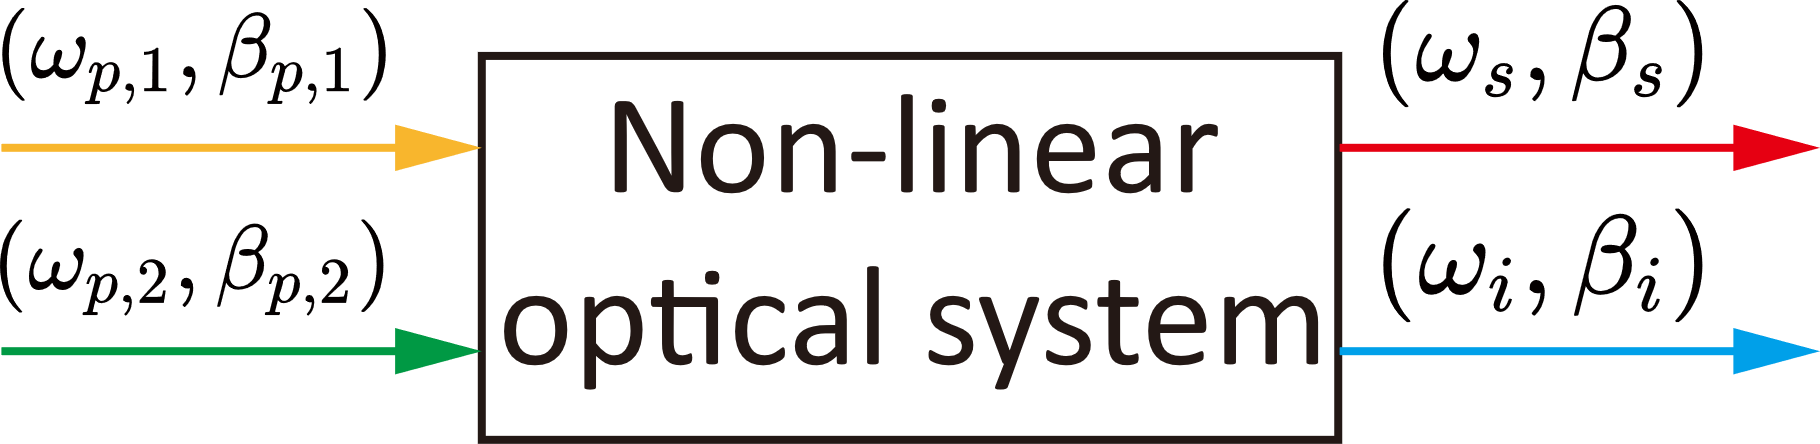 (ω_{p,1}, β_{p,1})
(ω_{p,2}, β_{p,2})
Non-linear
optical system
(ω_s, β_s)
(ω_i, β_i)